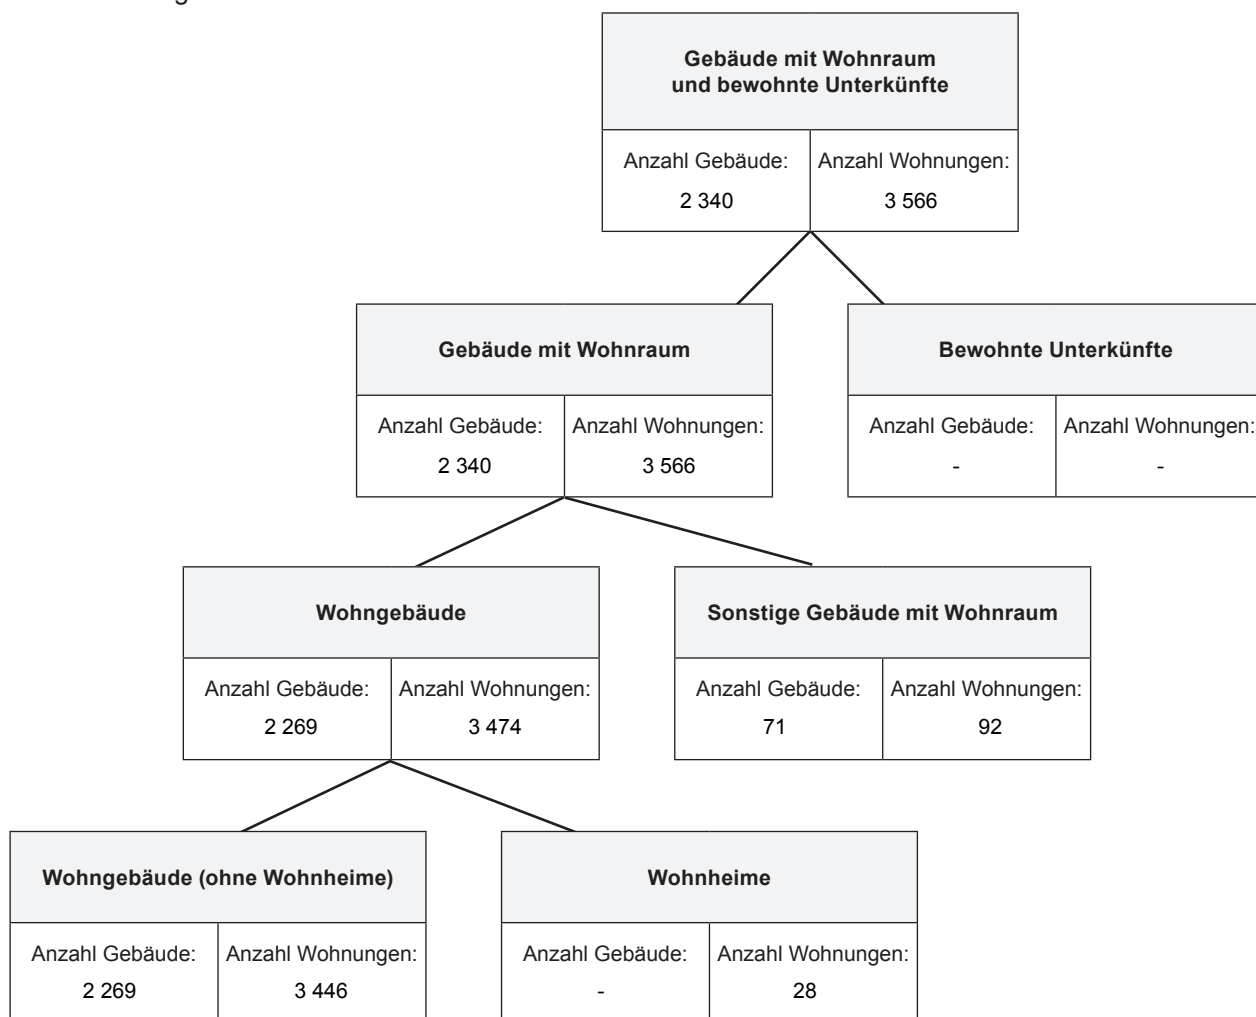 Gebäude mit Wohnraum
und bewohnte Unterkünfte
Anzahl Gebäude: Anzahl Wohnungen:
2 340 3 566
Gebäude mit Wohnraum
Anzahl Gebäude: Anzahl Wohnungen:
2 340 3 566
Bewohnte Unterkünfte
Anzahl Gebäude: Anzahl Wohnungen:
- -
Wohngebäude
Anzahl Gebäude: Anzahl Wohnungen:
2 269 3 474
Sonstige Gebäude mit Wohnraum
Anzahl Gebäude: Anzahl Wohnungen:
71 92
Wohngebäude (ohne Wohnheime)
Anzahl Gebäude: Anzahl Wohnungen:
2 269 3 446
Wohnheime
Anzahl Gebäude: Anzahl Wohnungen:
- 28